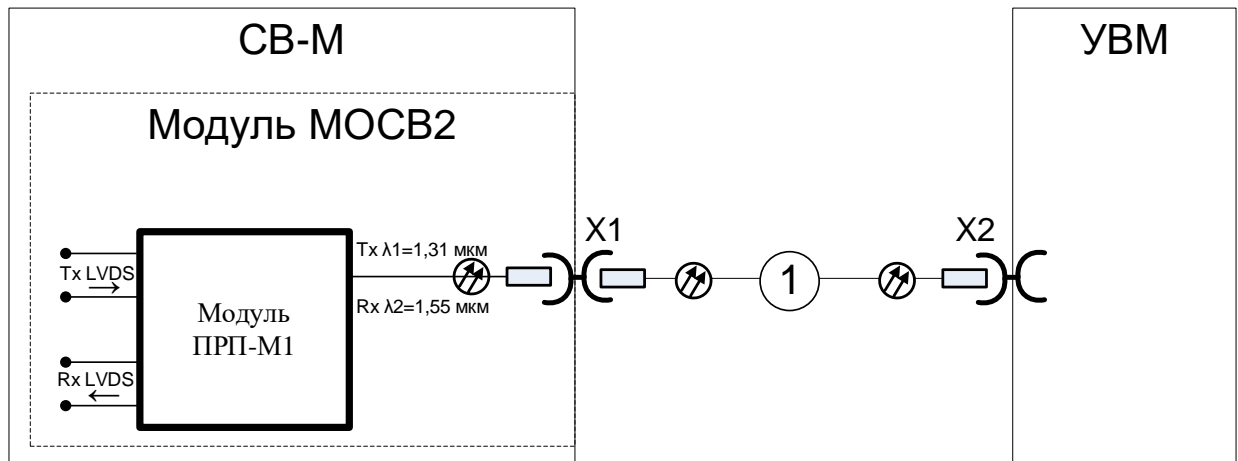 СВ-М
УВМ
Модуль МОСВ2
X1
X2
Tx λ1=1,31 мкм
Tx LVDS
1
Rx λ2=1,55 мкм
Модуль
ПРП-М1
Rx LVDS